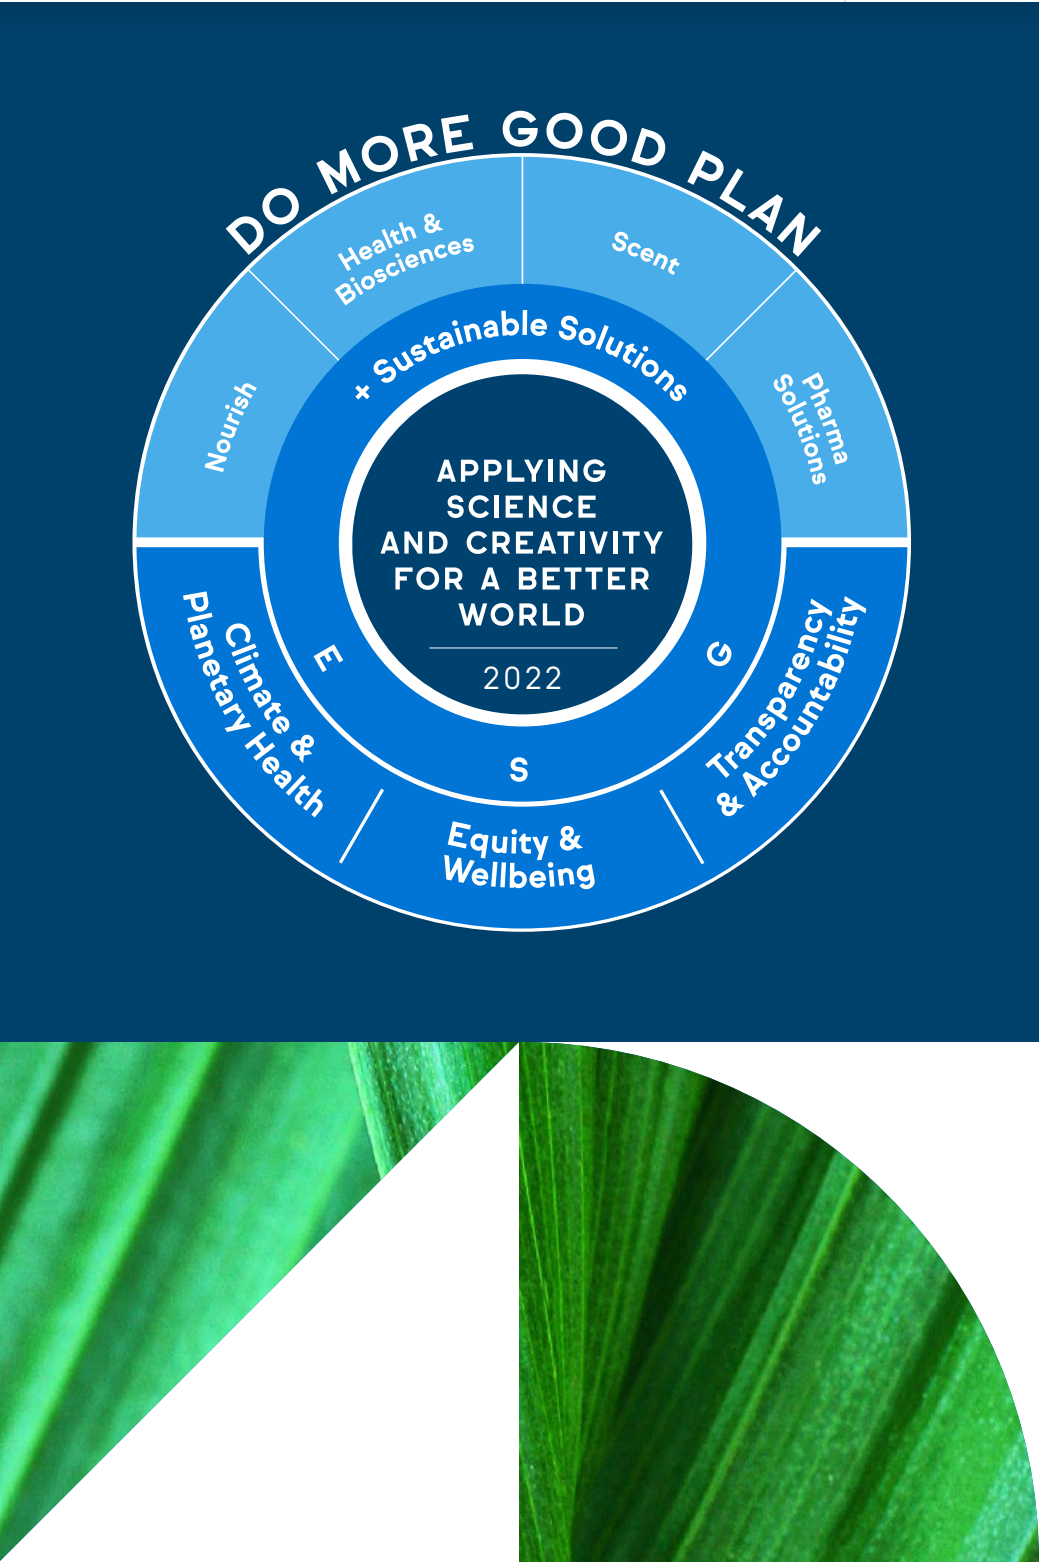 DO MORE GOOD PLAN
Nourish
Health &
Biosciences
Scent
Pharma
Solutions
+ Sustainable Solutions
APPLYING
SCIENCE
AND CREATIVITY
FOR A BETTER
WORLD
2022
E
S
G
Climate &
Planetary Health
Equity &
Wellbeing
Transparency
& Accountability